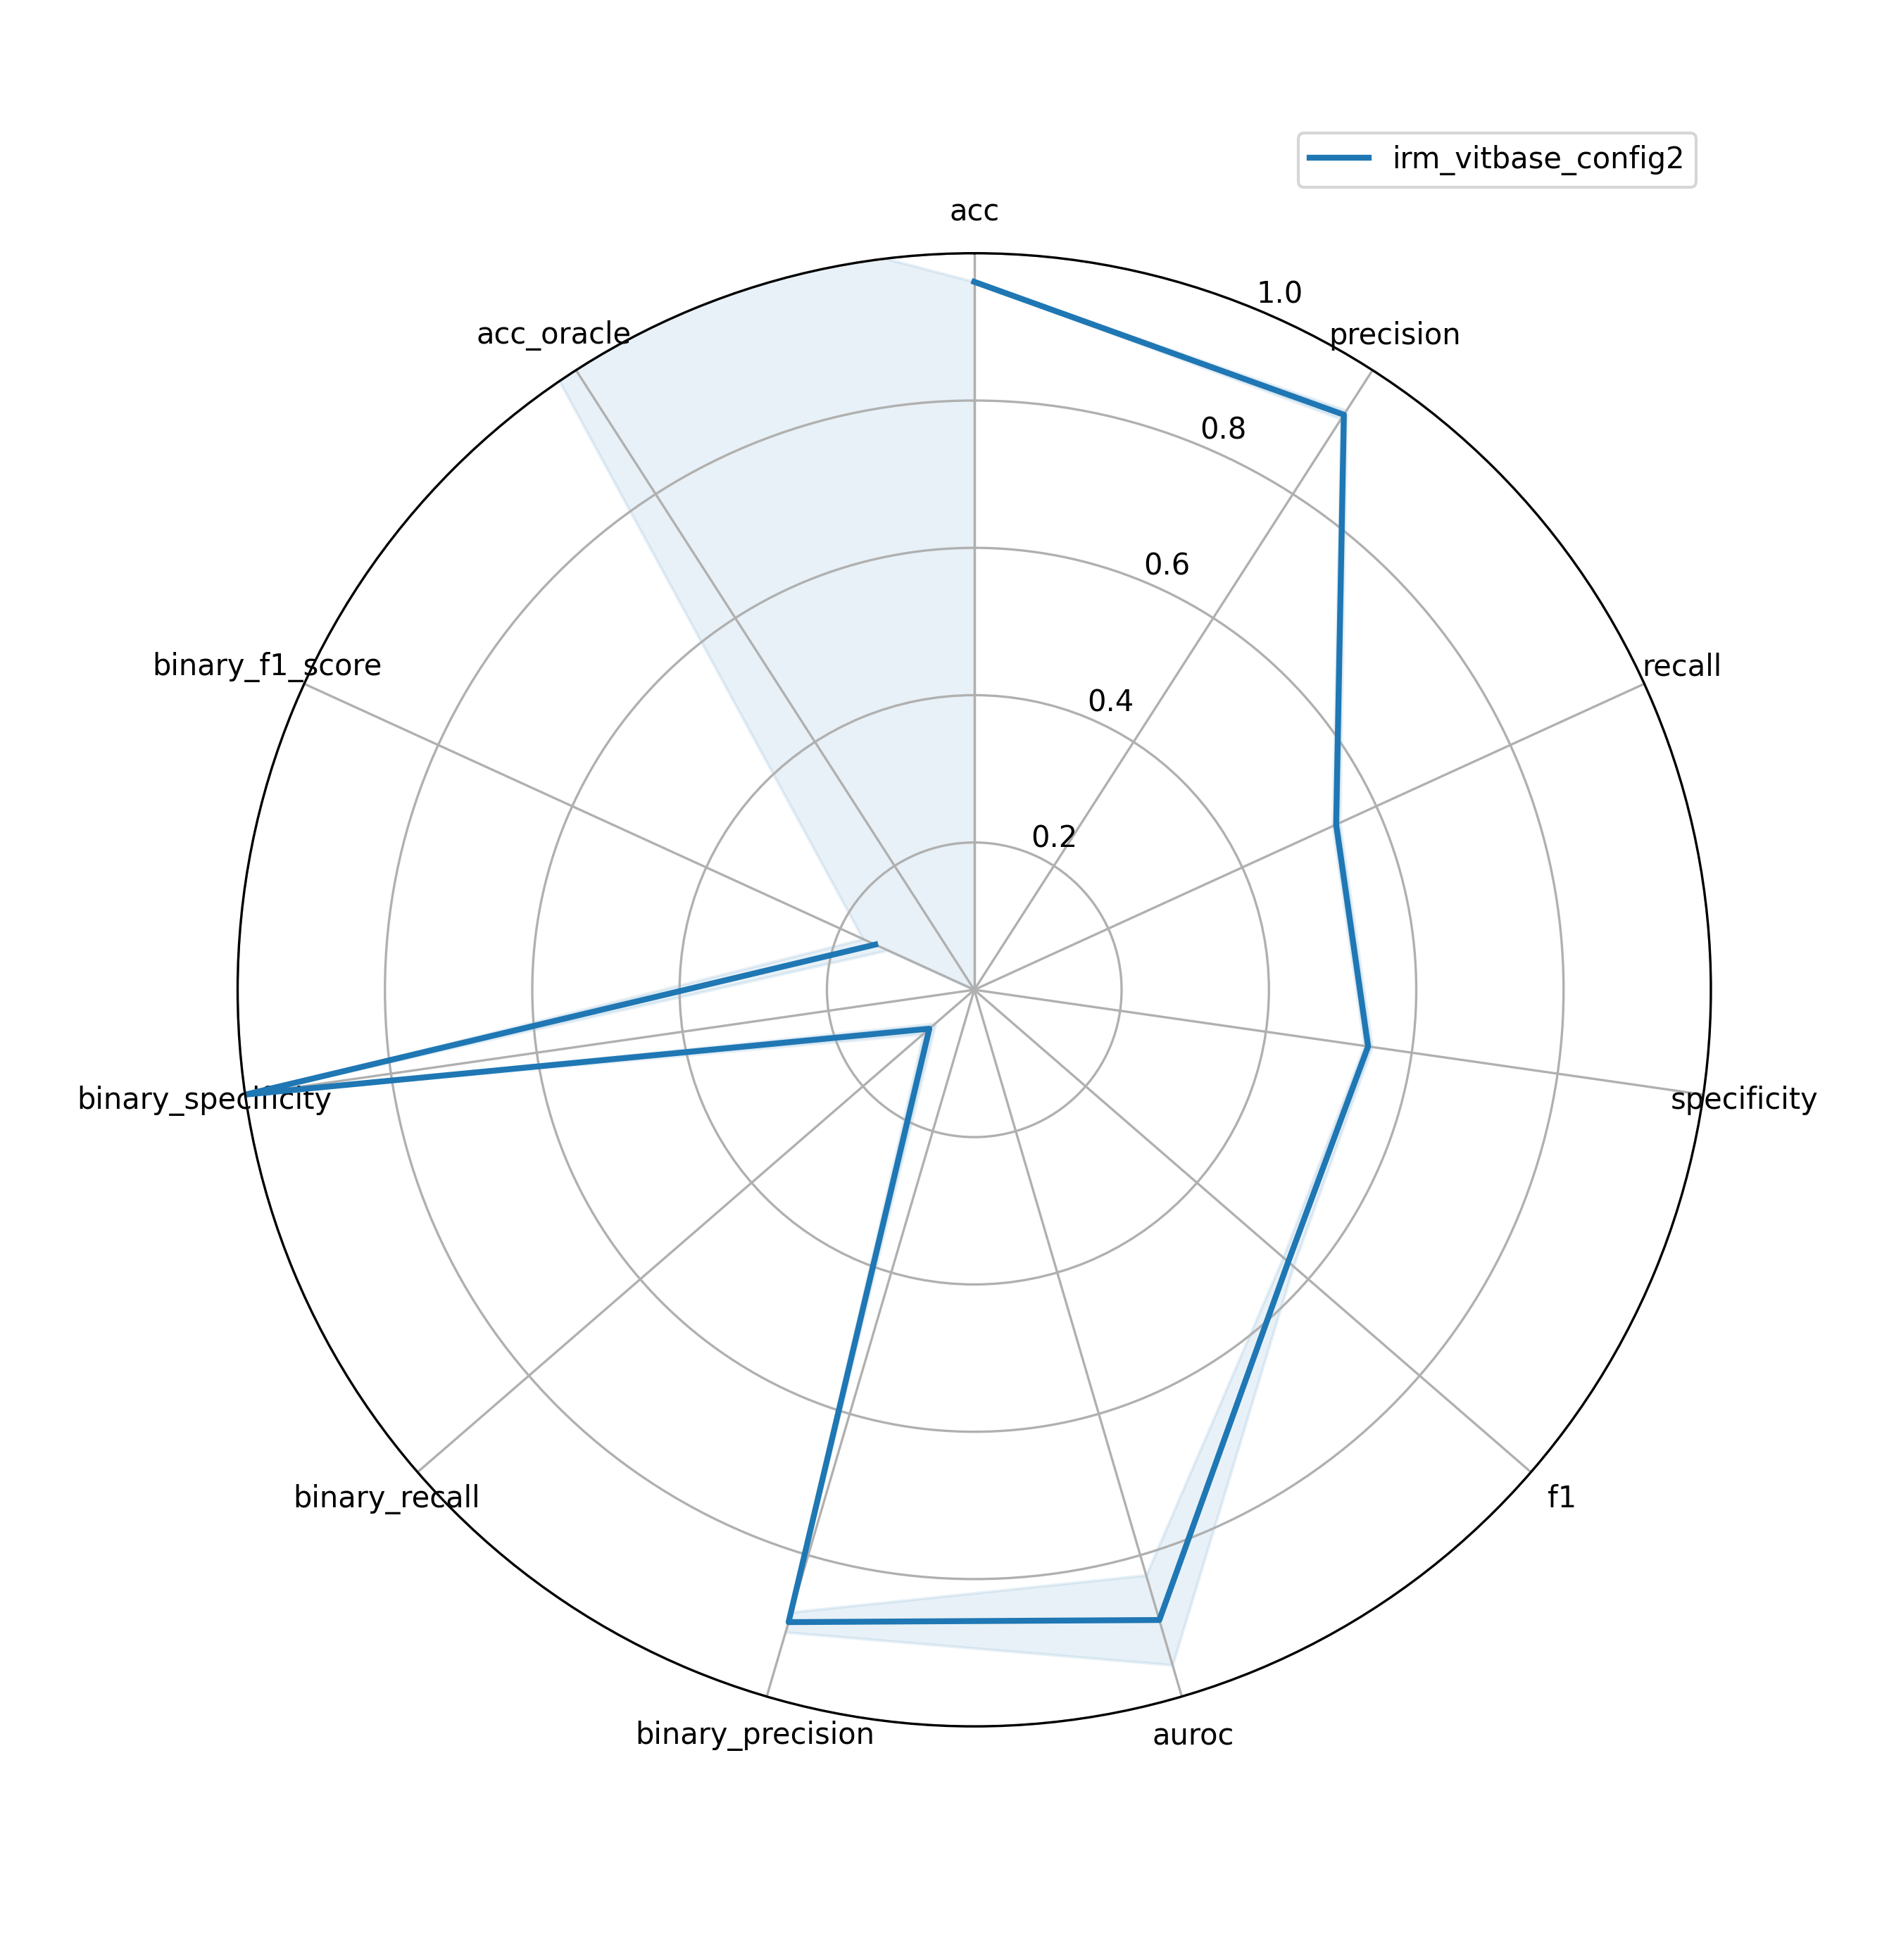 irm_vitbase_config2
acc
1.0
acc_oracle
precision
0.8
0.6
binary_f1_score
recall
0.4
0.2
binary_specificity
specificity
binary_recall
f1
binary_precision
auroc